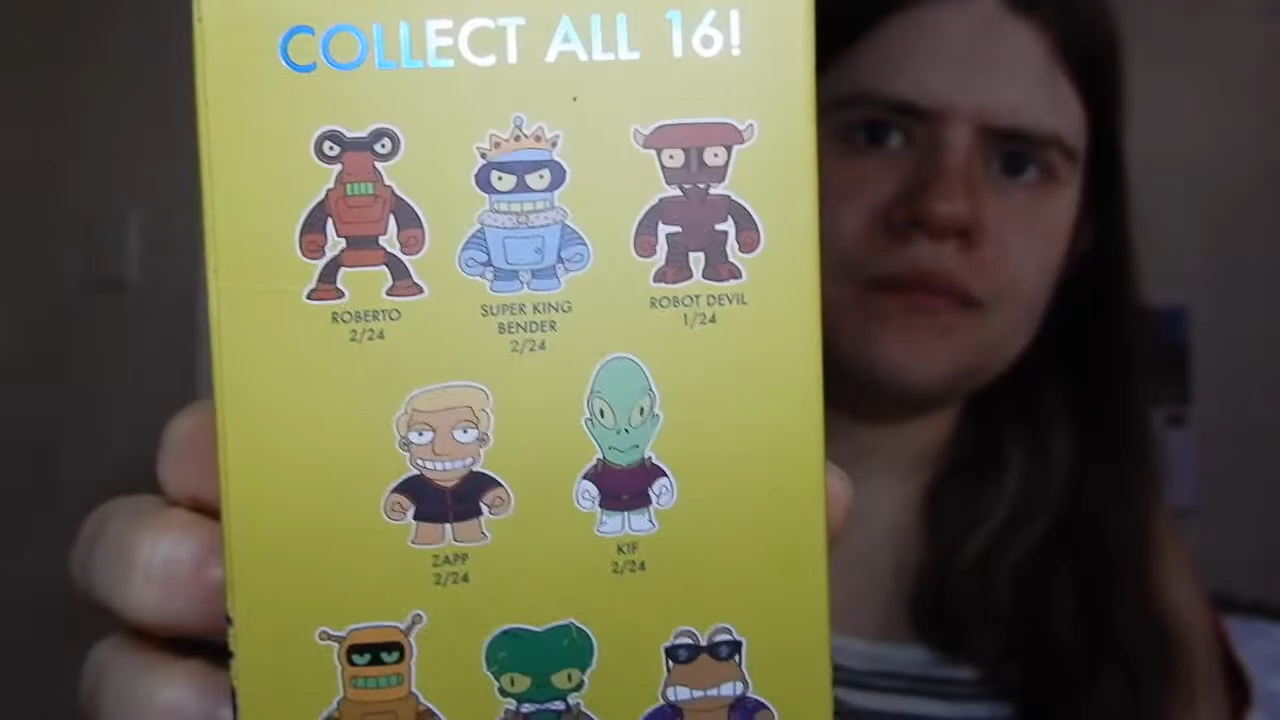 COLLECT ALL 16!
ROBERTO
2/24
SUPER KING
BENDER
2/24
ROBOT DEVIL
1/24
ZAPP
2/24
KIF
2/24